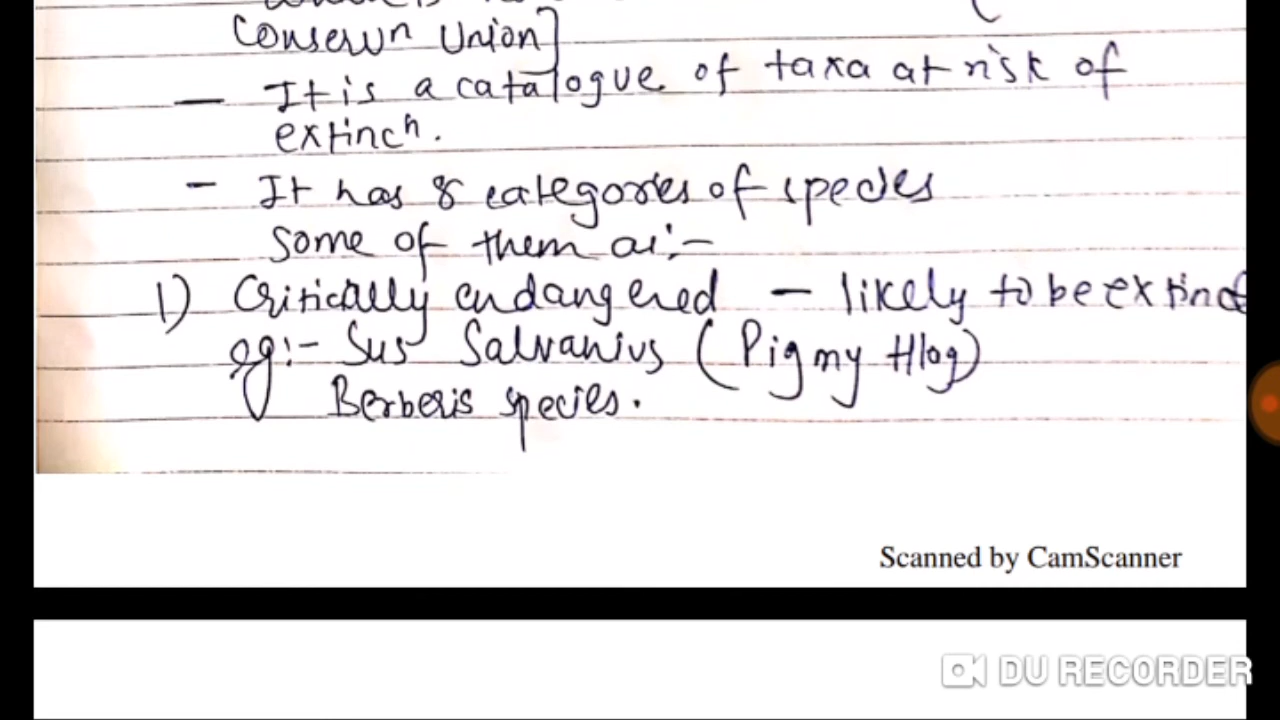 Conservn Union]
— It is a catalogue of taxa at risk of
extincn.
- It has 8 categories of species
some of them ar:-
1) Critically endangered - likely to be extinct
eg:- Sus Salvanius (Pigmy Hog)
Berberis species.
Scanned by CamScanner
DU RECORDER